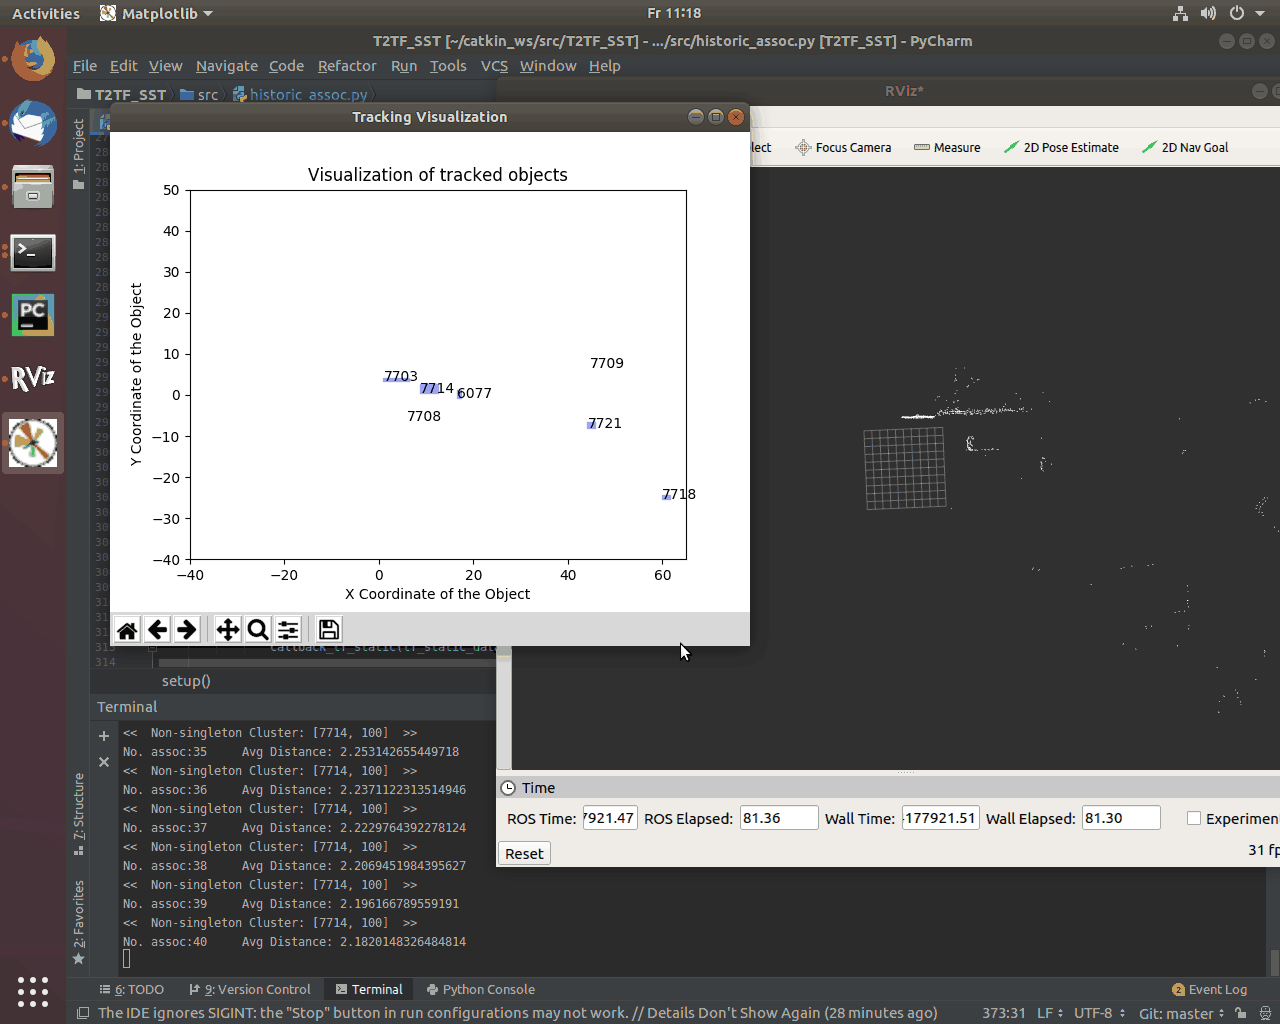 Activities
Matplotlib
Fr 11:18
T2TF_SST [~/catkin_ws/src/T2TF_SST] - .../src/historic_assoc.py [T2TF_SST] - PyCharm
File Edit View Navigate Code Refactor Run Tools VCS Window Help
T2TF_SST src historic_assoc.py
RViz*
Tracking Visualization
Focus Camera Measure 2D Pose Estimate 2D Nav Goal
1: Project
Visualization of tracked objects
50
40
30
20
10
0
−10
−20
−30
−40
Y Coordinate of the Object
7703
7714
6077
7708
7709
7721
7718
−40 −20 0 20 40 60
X Coordinate of the Object
314
setup()
Terminal
<< Non-singleton Cluster: [7714, 100] >>
No. assoc:35 Avg Distance: 2.253142655449718
<< Non-singleton Cluster: [7714, 100] >>
No. assoc:36 Avg Distance: 2.2371122313514946
<< Non-singleton Cluster: [7714, 100] >>
No. assoc:37 Avg Distance: 2.2229764392278124
<< Non-singleton Cluster: [7714, 100] >>
No. assoc:38 Avg Distance: 2.2069451984395627
<< Non-singleton Cluster: [7714, 100] >>
No. assoc:39 Avg Distance: 2.196166789559191
<< Non-singleton Cluster: [7714, 100] >>
No. assoc:40 Avg Distance: 2.1820148326484814
7: Structure
2: Favorites
PC
RViz
Time
ROS Time: 7921.47 ROS Elapsed: 81.36 Wall Time: 177921.51 Wall Elapsed: 81.30 Experimen
Reset
31 fp
6: TODO 9: Version Control Terminal Python Console
2 Event Log
The IDE ignores SIGINT: the "Stop" button in run configurations may not work. // Details Don't Show Again (28 minutes ago)
373:31 LF UTF-8 Git: master